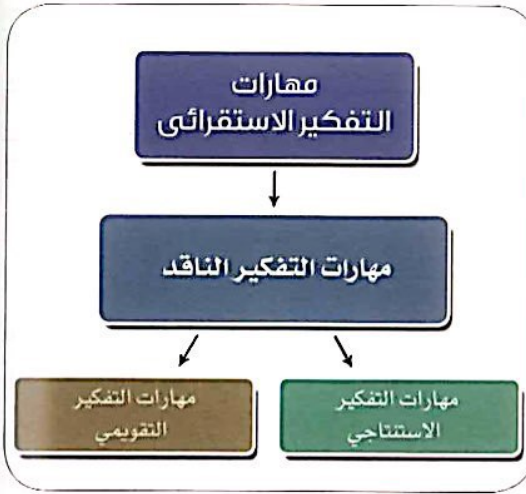 مهارات
التفكير الاستقرائى
مهارات التفكير الناقد
مهارات التفكير
الاستنتاجي
مهارات التفكير
التقويمي